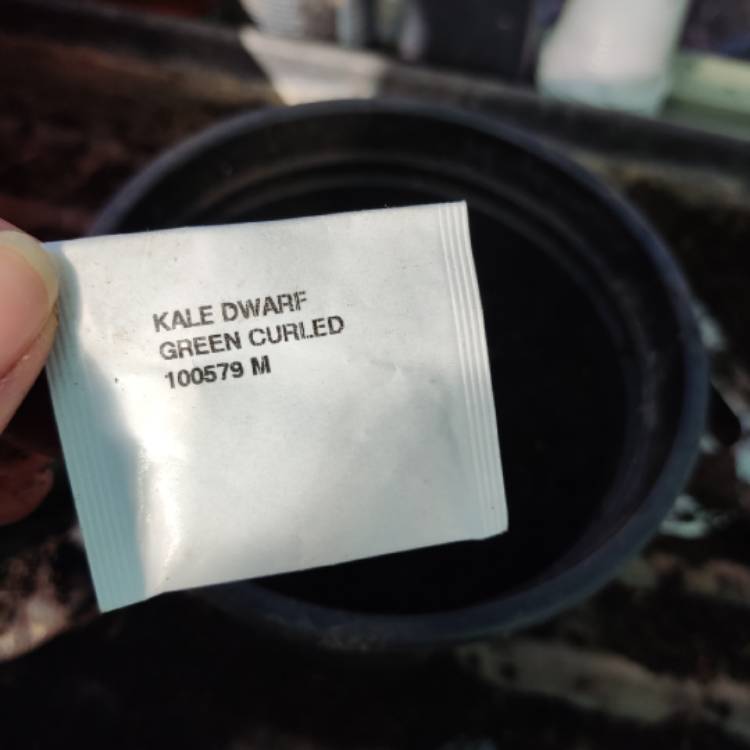 KALE DWARF
GREEN CURLED
100579 M